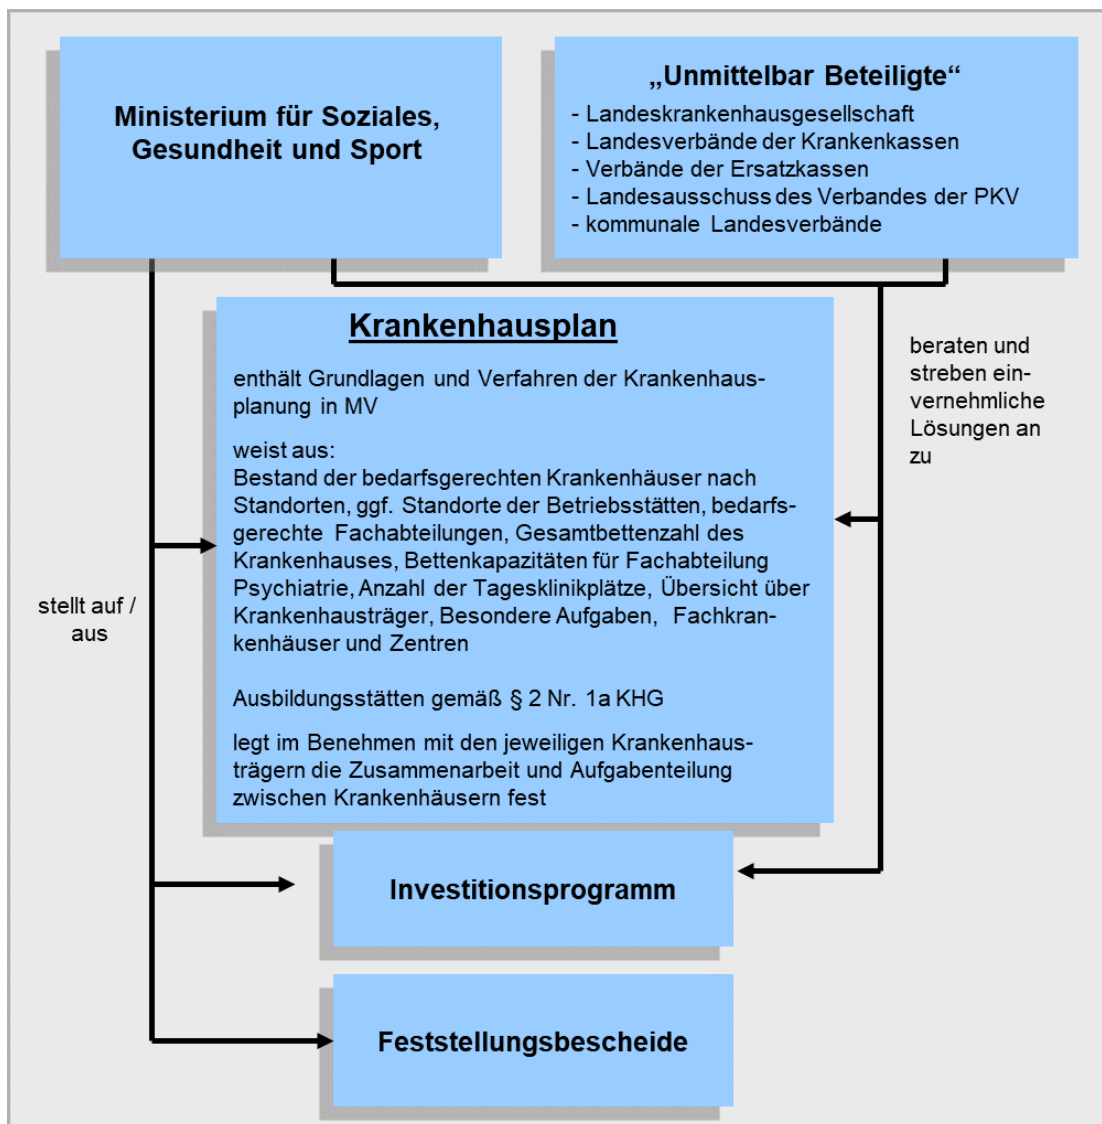 Ministerium für Soziales,
Gesundheit und Sport
„Unmittelbar Beteiligte“
- Landeskrankenhausgesellschaft
- Landesverbände der Krankenkassen
- Verbände der Ersatzkassen
- Landesausschuss des Verbandes der PKV
- kommunale Landesverbände
Krankenhausplan
enthält Grundlagen und Verfahren der Krankenhaus-
planung in MV
weist aus:
Bestand der bedarfsgerechten Krankenhäuser nach
Standorten, ggf. Standorte der Betriebsstätten, bedarfs-
gerechte Fachabteilungen, Gesamtbettenzahl des
Krankenhauses, Bettenkapazitäten für Fachabteilung
Psychiatrie, Anzahl der Tagesklinikplätze, Übersicht über
Krankenhausträger, Besondere Aufgaben, Fachkran-
kenhäuser und Zentren
Ausbildungsstätten gemäß § 2 Nr. 1a KHG
legt im Benehmen mit den jeweiligen Krankenhaus-
trägern die Zusammenarbeit und Aufgabenteilung
zwischen Krankenhäusern fest
beraten und
streben ein-
vernehmliche
Lösungen an
zu
stellt auf /
aus
Investitionsprogramm
Feststellungsbescheide